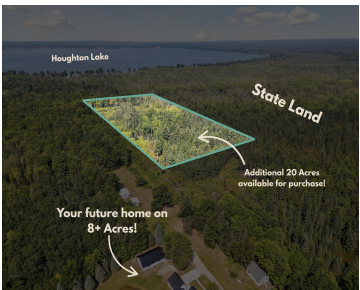 Houghton Lake
State Land
Additional 20 Acres
available for purchase!
Your future home on
8+ Acres!